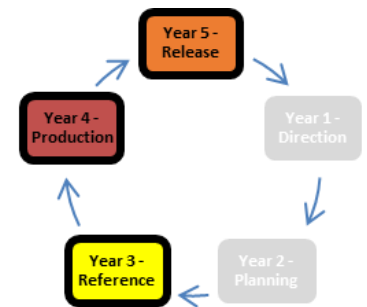 Year 5 -
Release
Year 1 -
Direction
Year 2 -
Planning
Year 3 -
Reference
Year 4 -
Production